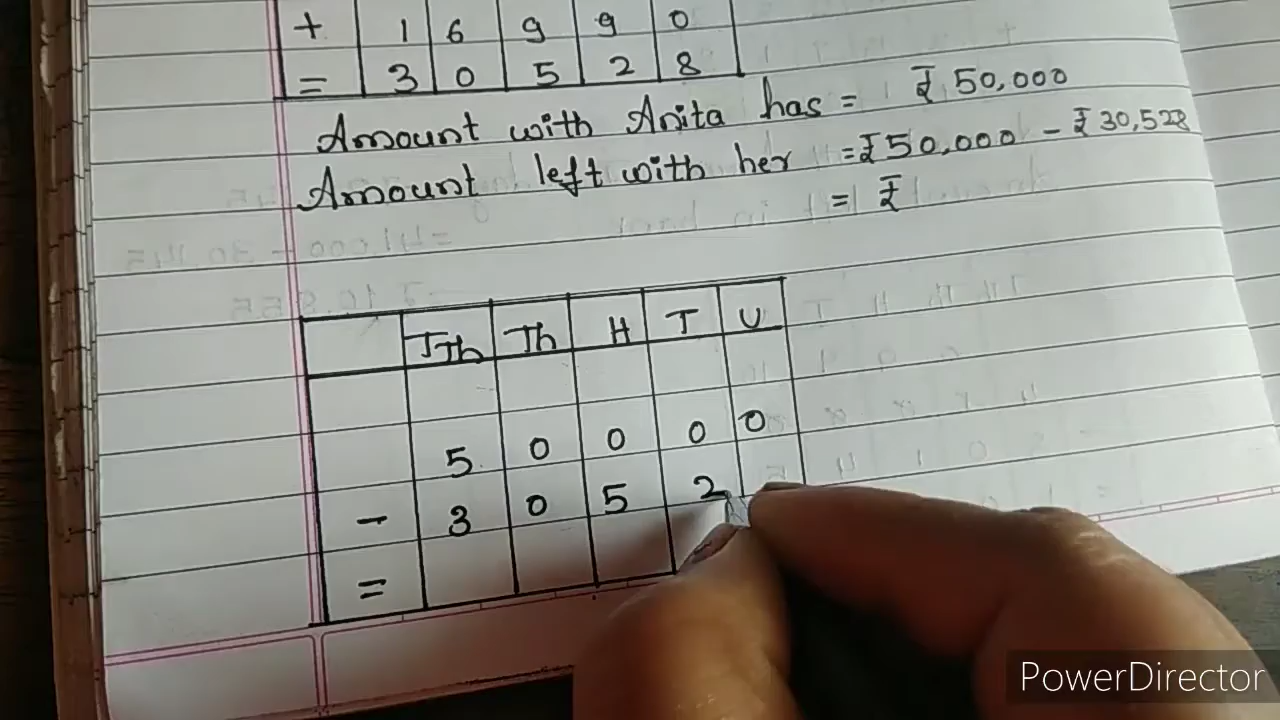 + 1 6 9 9 0
= 3 0 5 2 8
Amount with Anita has = ₹ 50,000
Amount left with her = ₹50,000 - ₹30,528
= ₹
TTh Th H T U
5 0 0 0 0
- 3 0 5 2
=
PowerDirector